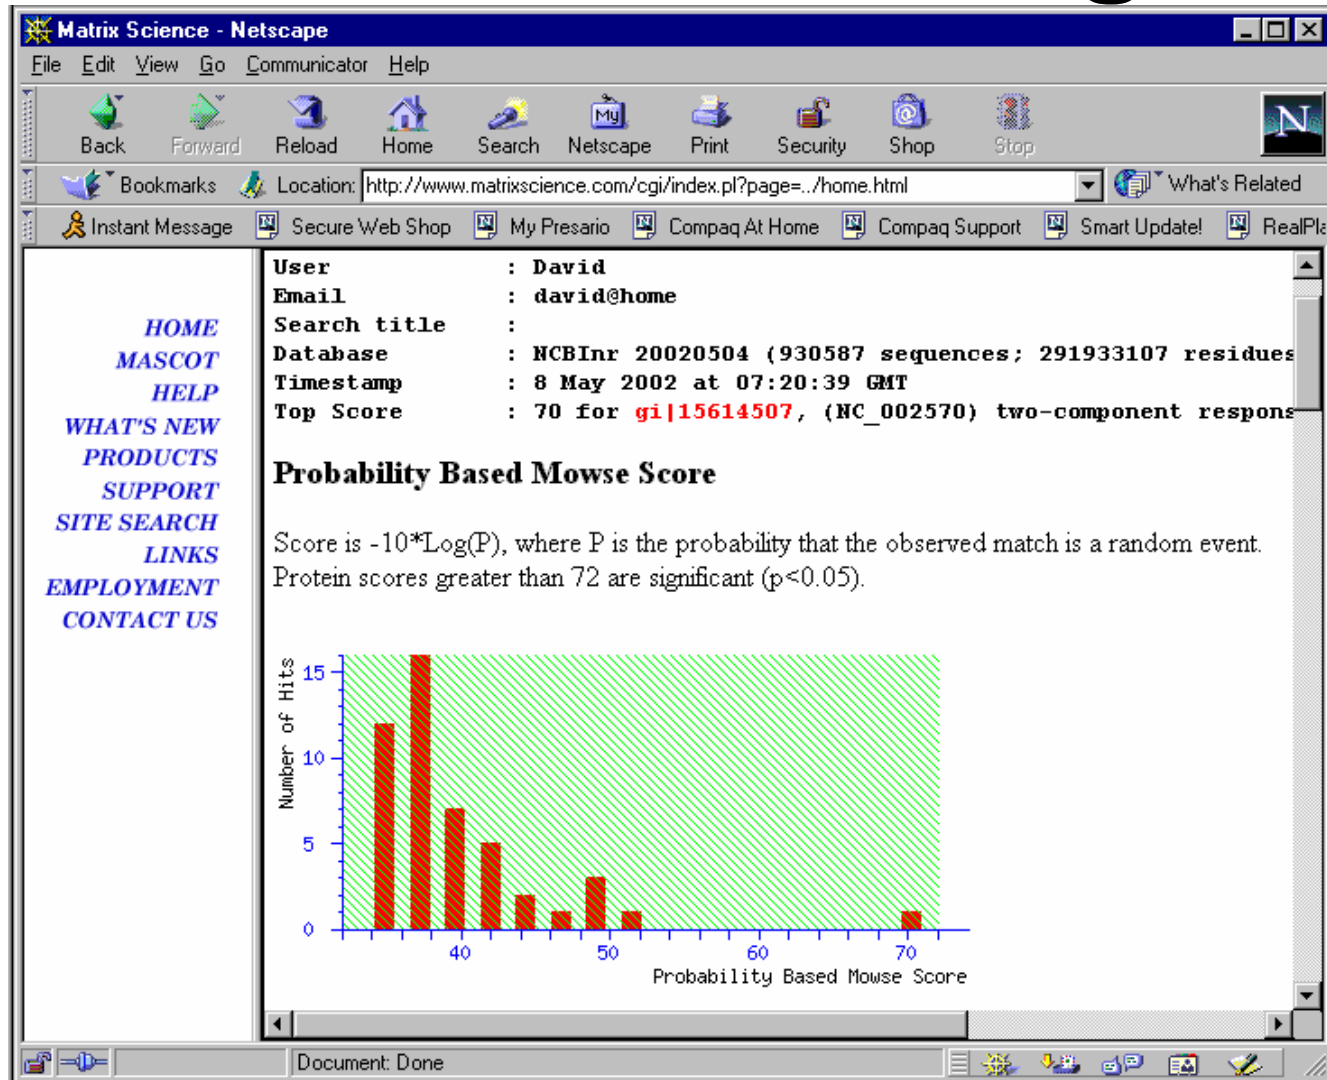 Matrix Science - Netscape
File Edit View Go Communicator Help
Back Forward Reload Home Search Netscape Print Security Shop Stop
My
N
Bookmarks Location: http://www.matrixscience.com/cgi/index.pl?page=../home.html What's Related
Instant Message Secure Web Shop My Presario Compaq At Home Compaq Support Smart Update! RealPla
HOME
MASCOT
HELP
WHAT'S NEW
PRODUCTS
SUPPORT
SITE SEARCH
LINKS
EMPLOYMENT
CONTACT US
User : David
Email : david@home
Search title :
Database : NCBInr 20020504 (930587 sequences; 291933107 residues
Timestamp : 8 May 2002 at 07:20:39 GMT
Top Score : 70 for gi|15614507, (NC_002570) two-component respons
Probability Based Mowse Score
Score is -10*Log(P), where P is the probability that the observed match is a random event.
Protein scores greater than 72 are significant (p<0.05).
Number of Hits
15
10
5
0
40 50 60 70
Probability Based Mowse Score
Document: Done